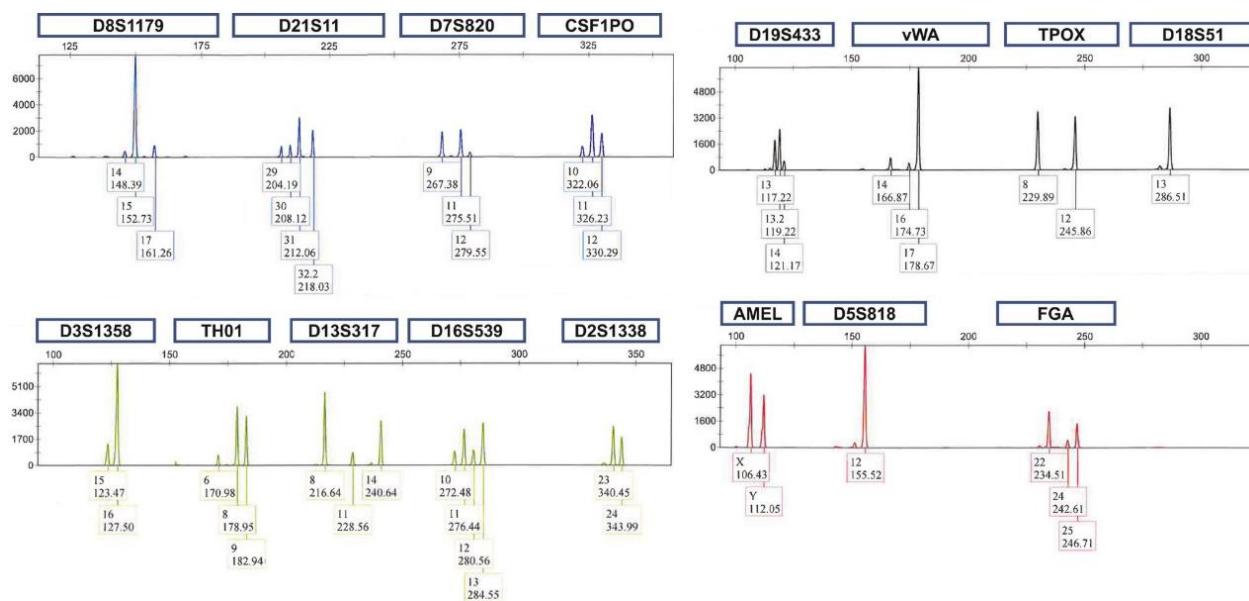 D8S1179 D21S11 D7S820 CSF1PO
125 175 225 275 325
6000
4000
2000
0
14 29 9 10
148.39 204.19 267.38 322.06
15 30 11 11
152.73 208.12 275.51 326.23
17 31 12 12
161.26 212.06 279.55 330.29
32.2
218.03
D19S433 vWA TPOX D18S51
100 150 200 250 300
4800
3200
1600
0
13 14 8 13
117.22 166.87 229.89 286.51
13.2 16 12
119.22 174.73 245.86
14 17
121.17 178.67
D3S1358 TH01 D13S317 D16S539 D2S1338
100 150 200 250 300 350
5100
3400
1700
0
15 6 8 14 10 23
123.47 170.98 216.64 240.64 272.48 340.45
16 8 11 11 24
127.50 178.95 228.56 276.44 343.99
9 12
182.94 280.56
13
284.55
AMEL D5S818 FGA
100 150 200 250 300
4800
3200
1600
0
X 12 22
106.43 155.52 234.51
Y 24
112.05 242.61
25
246.71